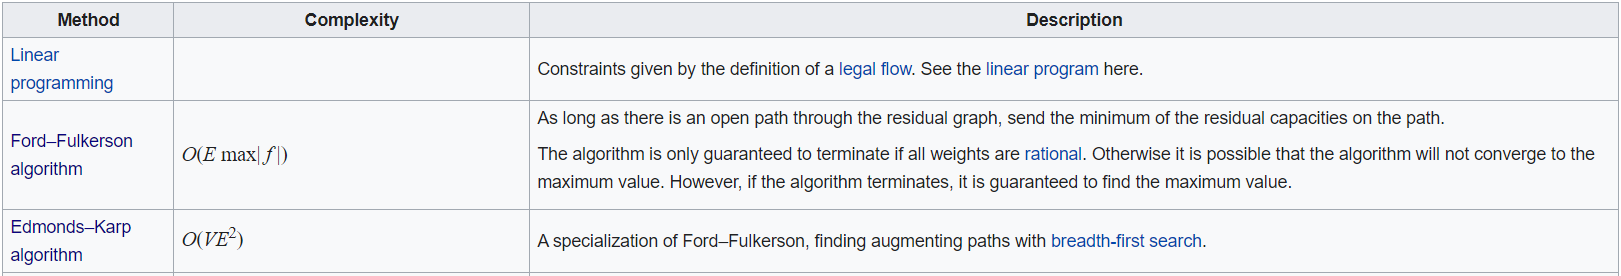 Method Complexity Description
Linear
programming
Constraints given by the definition of a legal flow. See the linear program here.
Ford–Fulkerson
algorithm
O(E max| f |)
As long as there is an open path through the residual graph, send the minimum of the residual capacities on the path.
The algorithm is only guaranteed to terminate if all weights are rational. Otherwise it is possible that the algorithm will not converge to the
maximum value. However, if the algorithm terminates, it is guaranteed to find the maximum value.
Edmonds–Karp
algorithm
O(VE²)
A specialization of Ford–Fulkerson, finding augmenting paths with breadth-first search.